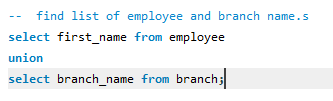 -- find list of employee and branch name.s
select first_name from employee
union
select branch_name from branch;